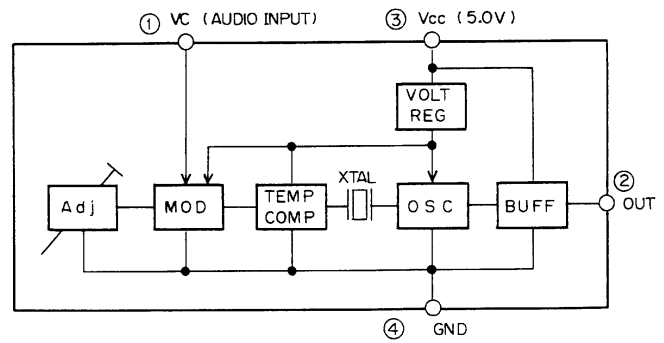 ① VC (AUDIO INPUT)
③ Vcc (5.0V)
VOLT
REG
XTAL
Adj
MOD
TEMP
COMP
OSC
BUFF
②
OUT
④ GND